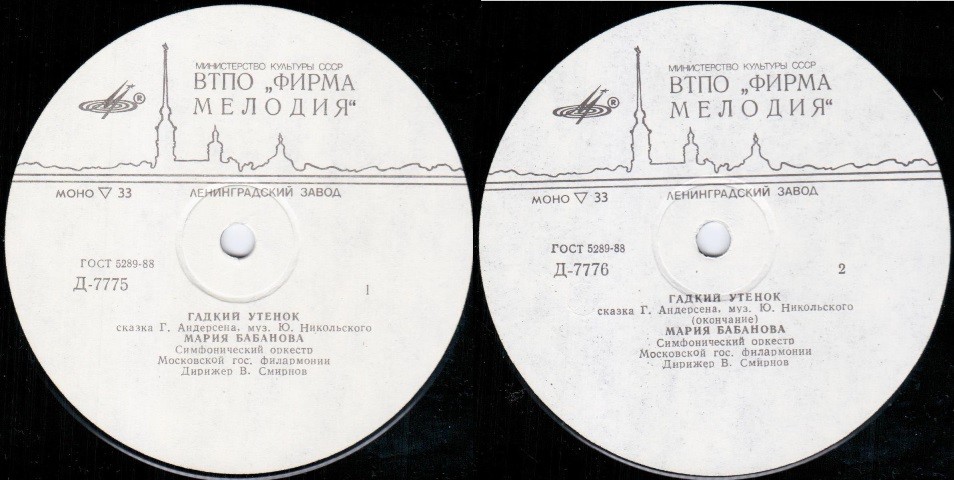 МИНИСТЕРСТВО КУЛЬТУРЫ СССР
ВТПО „ФИРМА
МЕЛОДИЯ“
®
МОНО ▽ 33
ЛЕНИНГРАДСКИЙ ЗАВОД
ГОСТ 5289-88
Д-7775
1
ГАДКИЙ УТЕНОК
сказка Г. Андерсена, муз. Ю. Никольского
МАРИЯ БАБАНОВА
Симфонический оркестр
Московской гос. филармонии
Дирижер В. Смирнов
МИНИСТЕРСТВО КУЛЬТУРЫ СССР
ВТПО „ФИРМА
МЕЛОДИЯ“
®
МОНО ▽ 33
ЛЕНИНГРАДСКИЙ ЗАВОД
ГОСТ 5289-88
Д-7776
2
ГАДКИЙ УТЕНОК
сказка Г. Андерсена, муз. Ю. Никольского
(окончание)
МАРИЯ БАБАНОВА
Симфонический оркестр
Московской гос. филармонии
Дирижер В. Смирнов